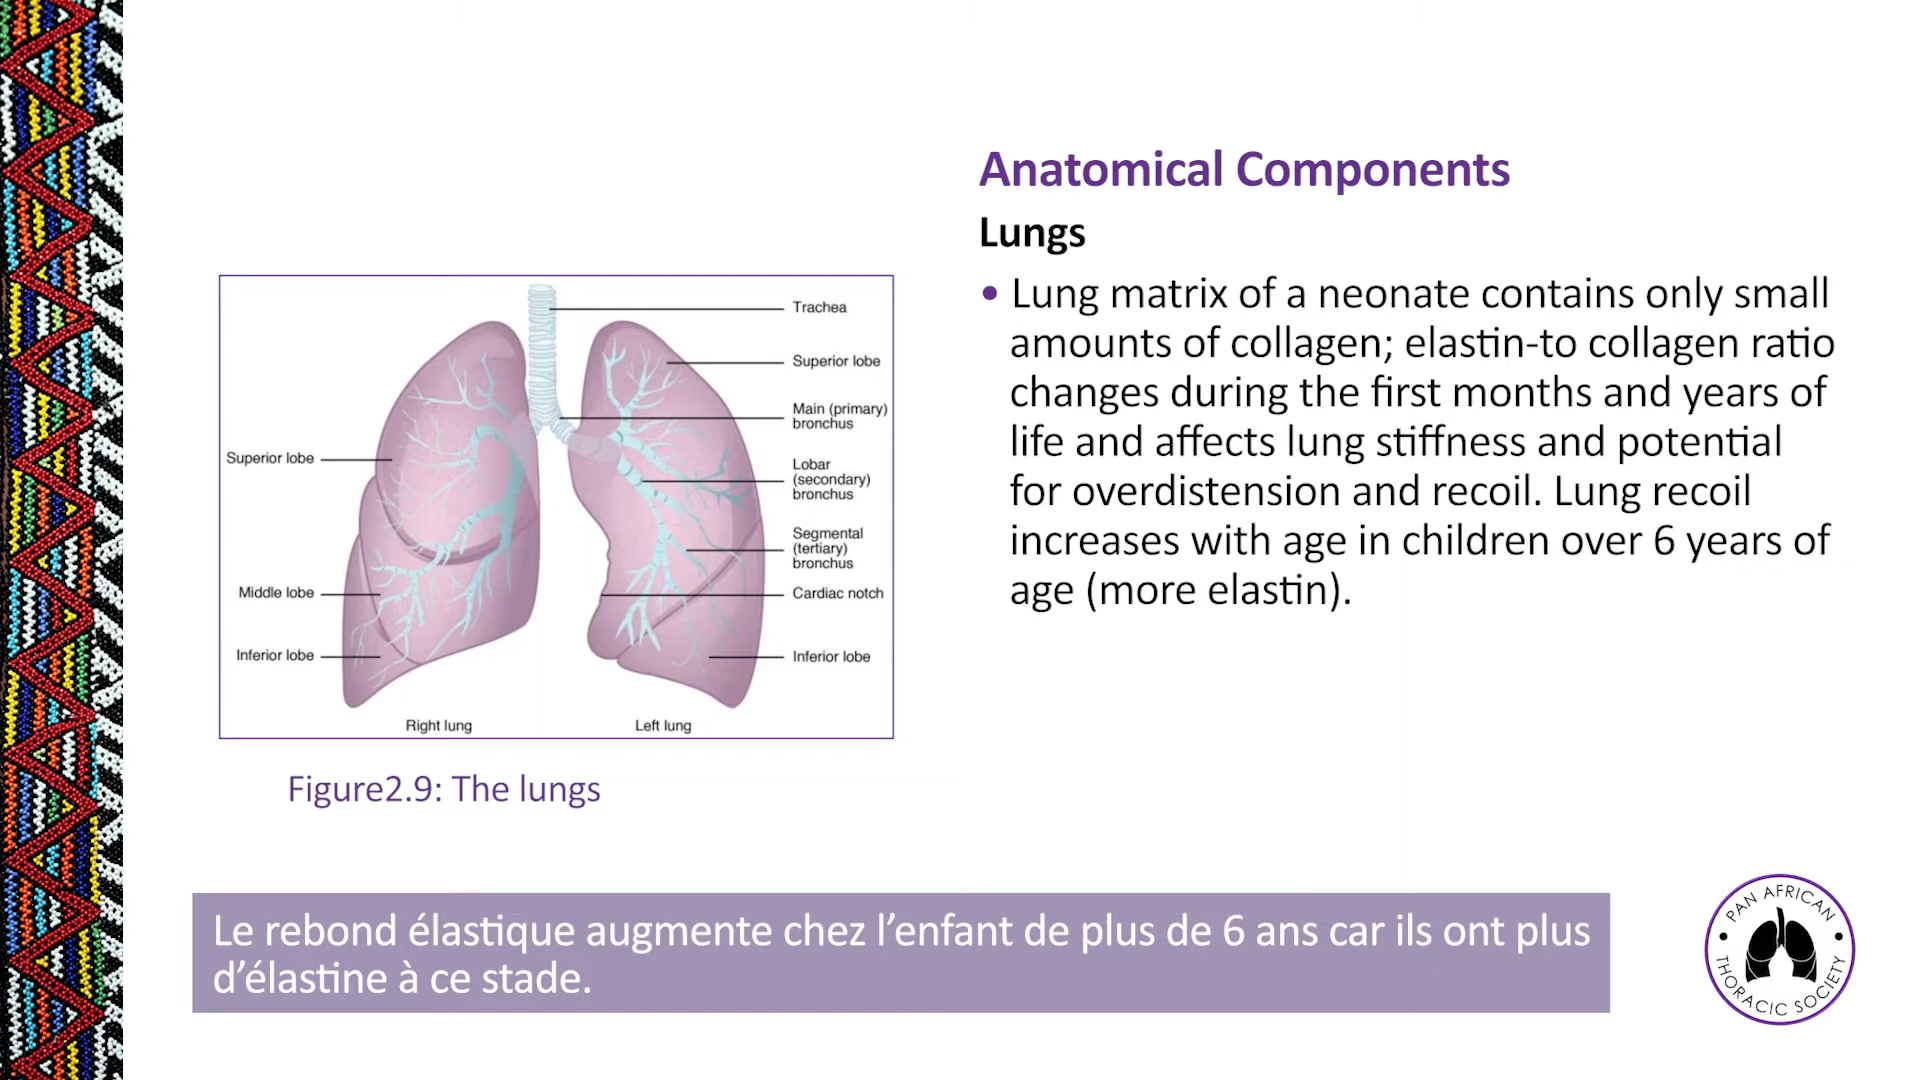 Anatomical Components
Lungs
• Lung matrix of a neonate contains only small
amounts of collagen; elastin-to collagen ratio
changes during the first months and years of
life and affects lung stiffness and potential
for overdistension and recoil. Lung recoil
increases with age in children over 6 years of
age (more elastin).
Trachea
Superior lobe
Main (primary)
bronchus
Lobar
(secondary)
bronchus
Segmental
(tertiary)
bronchus
Cardiac notch
Inferior lobe
Superior lobe
Middle lobe
Inferior lobe
Right lung
Left lung
Figure2.9: The lungs
Le rebond élastique augmente chez l’enfant de plus de 6 ans car ils ont plus
d’élastine à ce stade.
PAN AFRICAN
THORACIC SOCIETY